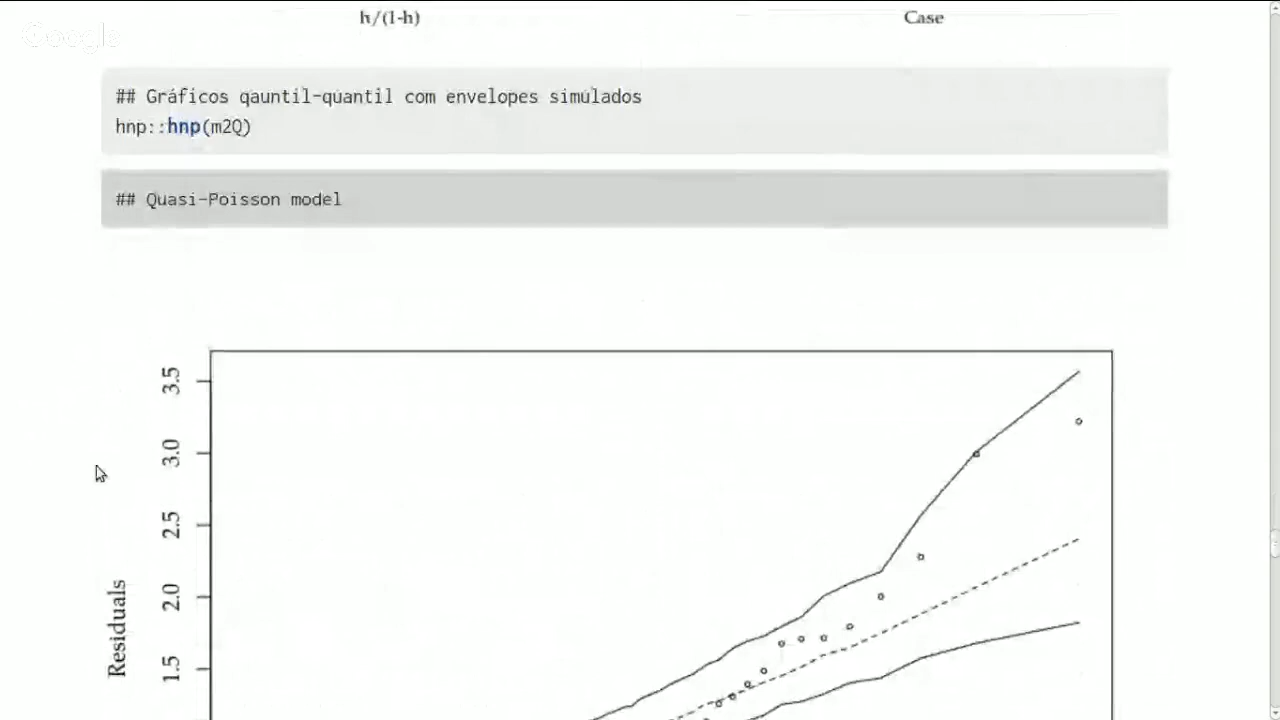 h/(1-h)
Case
Google
## Gráficos qauntil-quantil com envelopes simulados
hnp::hnp(m2Q)
## Quasi-Poisson model
3.5
3.0
2.5
2.0
1.5
Residuals